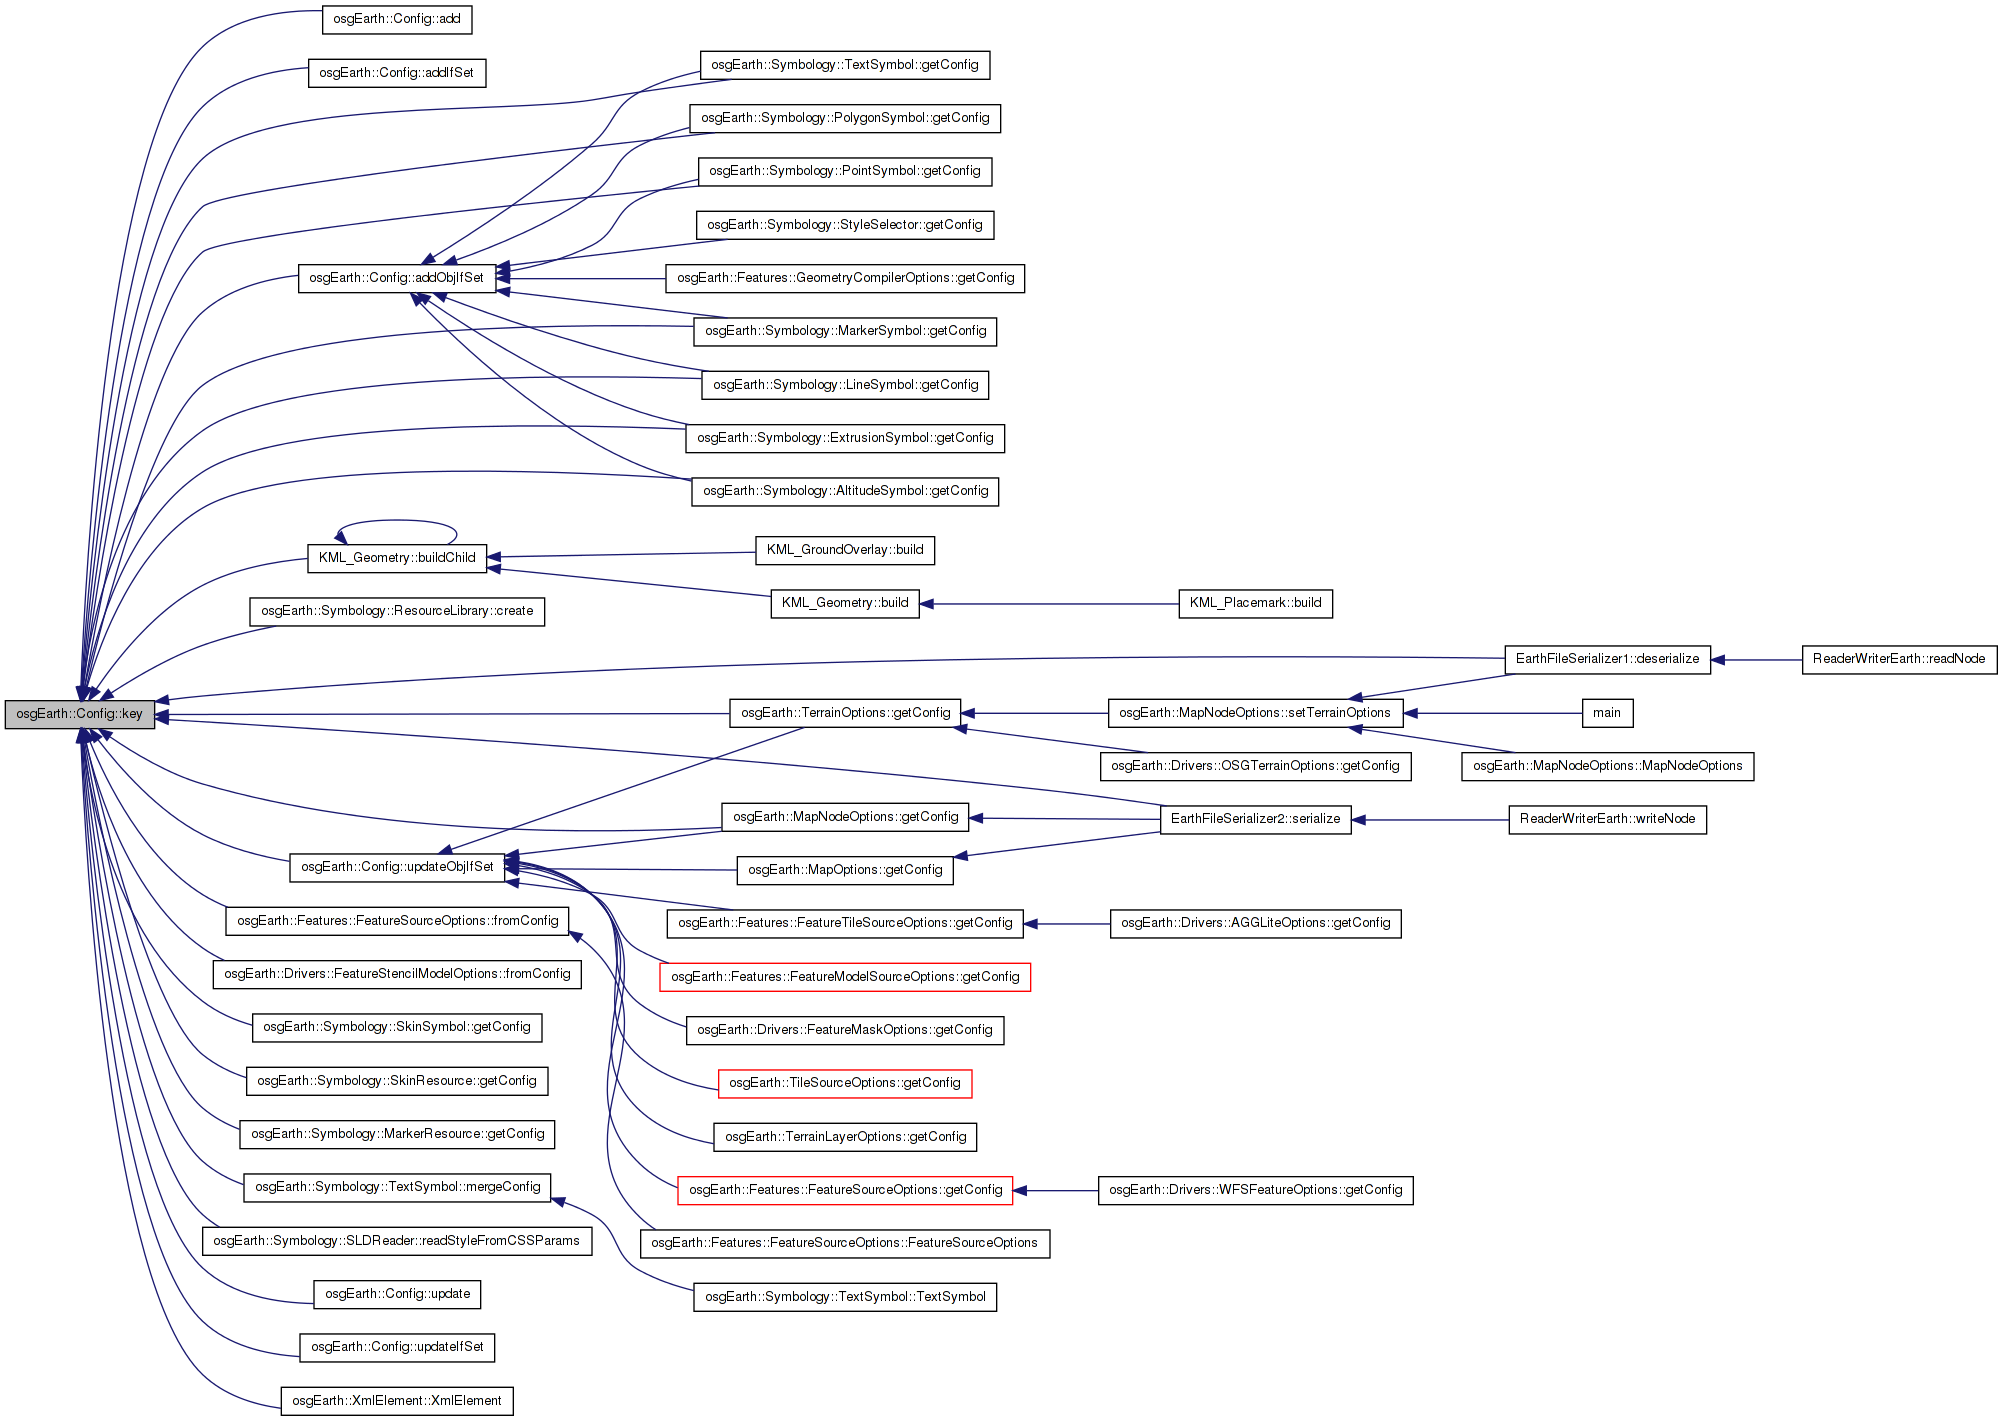 osgEarth::Config::add
osgEarth::Config::addIfSet
osgEarth::Symbology::TextSymbol::getConfig
osgEarth::Symbology::PolygonSymbol::getConfig
osgEarth::Symbology::PointSymbol::getConfig
osgEarth::Symbology::StyleSelector::getConfig
osgEarth::Config::addObjIfSet
osgEarth::Features::GeometryCompilerOptions::getConfig
osgEarth::Symbology::MarkerSymbol::getConfig
osgEarth::Symbology::LineSymbol::getConfig
osgEarth::Symbology::ExtrusionSymbol::getConfig
osgEarth::Symbology::AltitudeSymbol::getConfig
KML_Geometry::buildChild
KML_GroundOverlay::build
KML_Geometry::build
KML_Placemark::build
osgEarth::Symbology::ResourceLibrary::create
EarthFileSerializer1::deserialize
ReaderWriterEarth::readNode
osgEarth::Config::key
osgEarth::TerrainOptions::getConfig
osgEarth::MapNodeOptions::setTerrainOptions
main
osgEarth::Drivers::OSGTerrainOptions::getConfig
osgEarth::MapNodeOptions::MapNodeOptions
osgEarth::MapNodeOptions::getConfig
EarthFileSerializer2::serialize
ReaderWriterEarth::writeNode
osgEarth::Config::updateObjIfSet
osgEarth::MapOptions::getConfig
osgEarth::Features::FeatureSourceOptions::fromConfig
osgEarth::Features::FeatureTileSourceOptions::getConfig
osgEarth::Drivers::AGGLiteOptions::getConfig
osgEarth::Drivers::FeatureStencilModelOptions::fromConfig
osgEarth::Features::FeatureModelSourceOptions::getConfig
osgEarth::Symbology::SkinSymbol::getConfig
osgEarth::Drivers::FeatureMaskOptions::getConfig
osgEarth::Symbology::SkinResource::getConfig
osgEarth::TileSourceOptions::getConfig
osgEarth::Symbology::MarkerResource::getConfig
osgEarth::TerrainLayerOptions::getConfig
osgEarth::Symbology::TextSymbol::mergeConfig
osgEarth::Features::FeatureSourceOptions::getConfig
osgEarth::Drivers::WFSFeatureOptions::getConfig
osgEarth::Symbology::SLDReader::readStyleFromCSSParams
osgEarth::Features::FeatureSourceOptions::FeatureSourceOptions
osgEarth::Config::update
osgEarth::Symbology::TextSymbol::TextSymbol
osgEarth::Config::updateIfSet
osgEarth::XmlElement::XmlElement